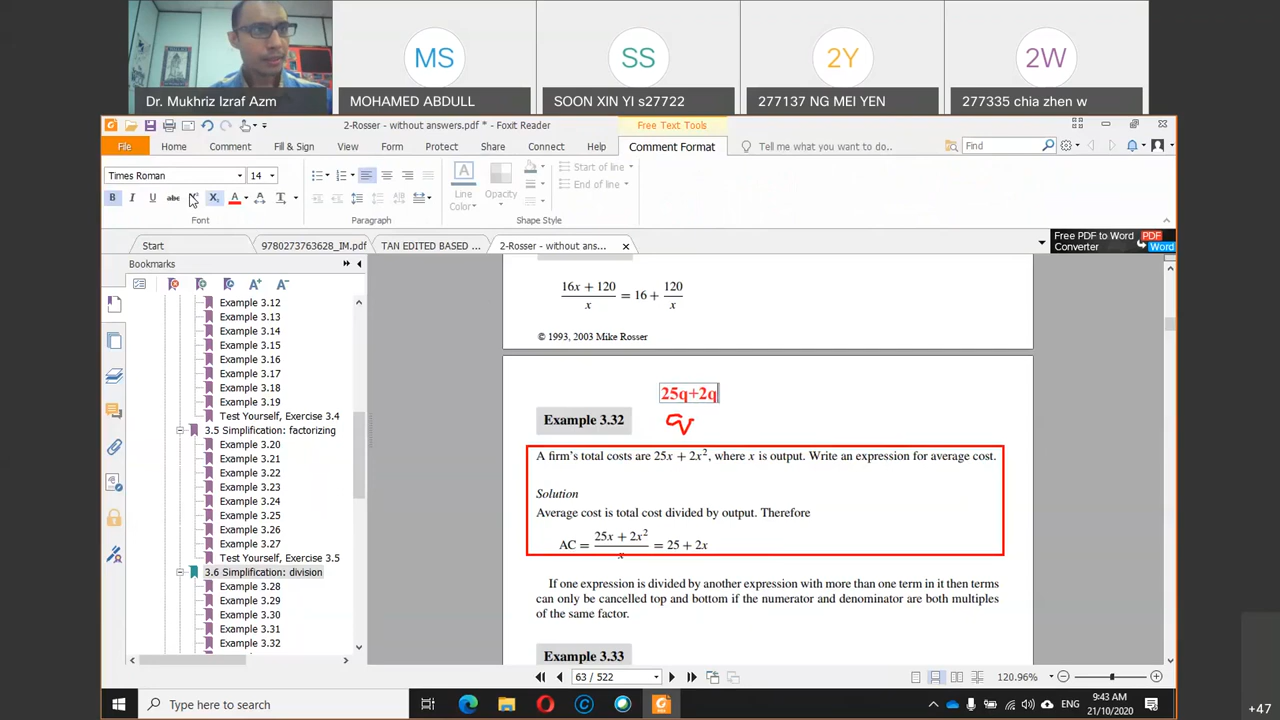 MS
SS
2Y
2W
Dr. Mukhriz Izraf Azm
MOHAMED ABDULL
SOON XIN YI s27722
277137 NG MEI YEN
277335 chia zhen w
2-Rosser - without answers.pdf * - Foxit Reader
Free Text Tools
File
Home
Comment
Fill & Sign
View
Form
Protect
Share
Connect
Help
Comment Format
Tell me what you want to do..
Find
Times Roman
14
Start of line
End of line
Line Color
Opacity
B I U abc X₂ A T
Font
Paragraph
Shape Style
Start
9780273763628_IM.pdf
TAN EDITED BASED ...
2-Rosser - without ans...
Free PDF to Word Converter
PDF
Word
Bookmarks
Example 3.12
Example 3.13
Example 3.14
Example 3.15
Example 3.16
Example 3.17
Example 3.18
Example 3.19
Test Yourself, Exercise 3.4
3.5 Simplification: factorizing
Example 3.20
Example 3.21
Example 3.22
Example 3.23
Example 3.24
Example 3.25
Example 3.26
Example 3.27
Test Yourself, Exercise 3.5
3.6 Simplification: division
Example 3.28
Example 3.29
Example 3.30
Example 3.31
Example 3.32
16x + 120 / x = 16 + 120 / x
© 1993, 2003 Mike Rosser
25q+2q
q
Example 3.32
A firm's total costs are 25x + 2x², where x is output. Write an expression for average cost.
Solution
Average cost is total cost divided by output. Therefore
AC = 25x + 2x² / x = 25 + 2x
If one expression is divided by another expression with more than one term in it then terms
can only be cancelled top and bottom if the numerator and denominator are both multiples
of the same factor.
Example 3.33
63 / 522
120.96%
Type here to search
ENG
9:43 AM
21/10/2020
+47